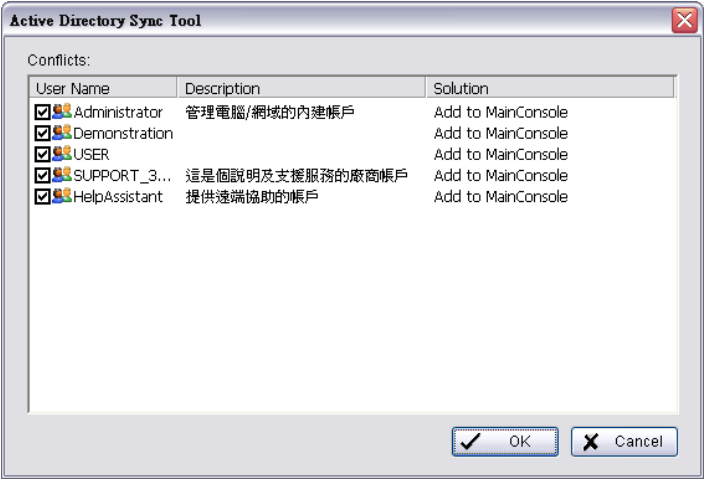 Active Directory Sync Tool
Conflicts:
User Name Description Solution
Administrator 管理電腦/網域的內建帳戶 Add to MainConsole
Demonstration Add to MainConsole
USER Add to MainConsole
SUPPORT_3... 這是個說明及支援服務的廠商帳戶 Add to MainConsole
HelpAssistant 提供遠端協助的帳戶 Add to MainConsole
OK Cancel